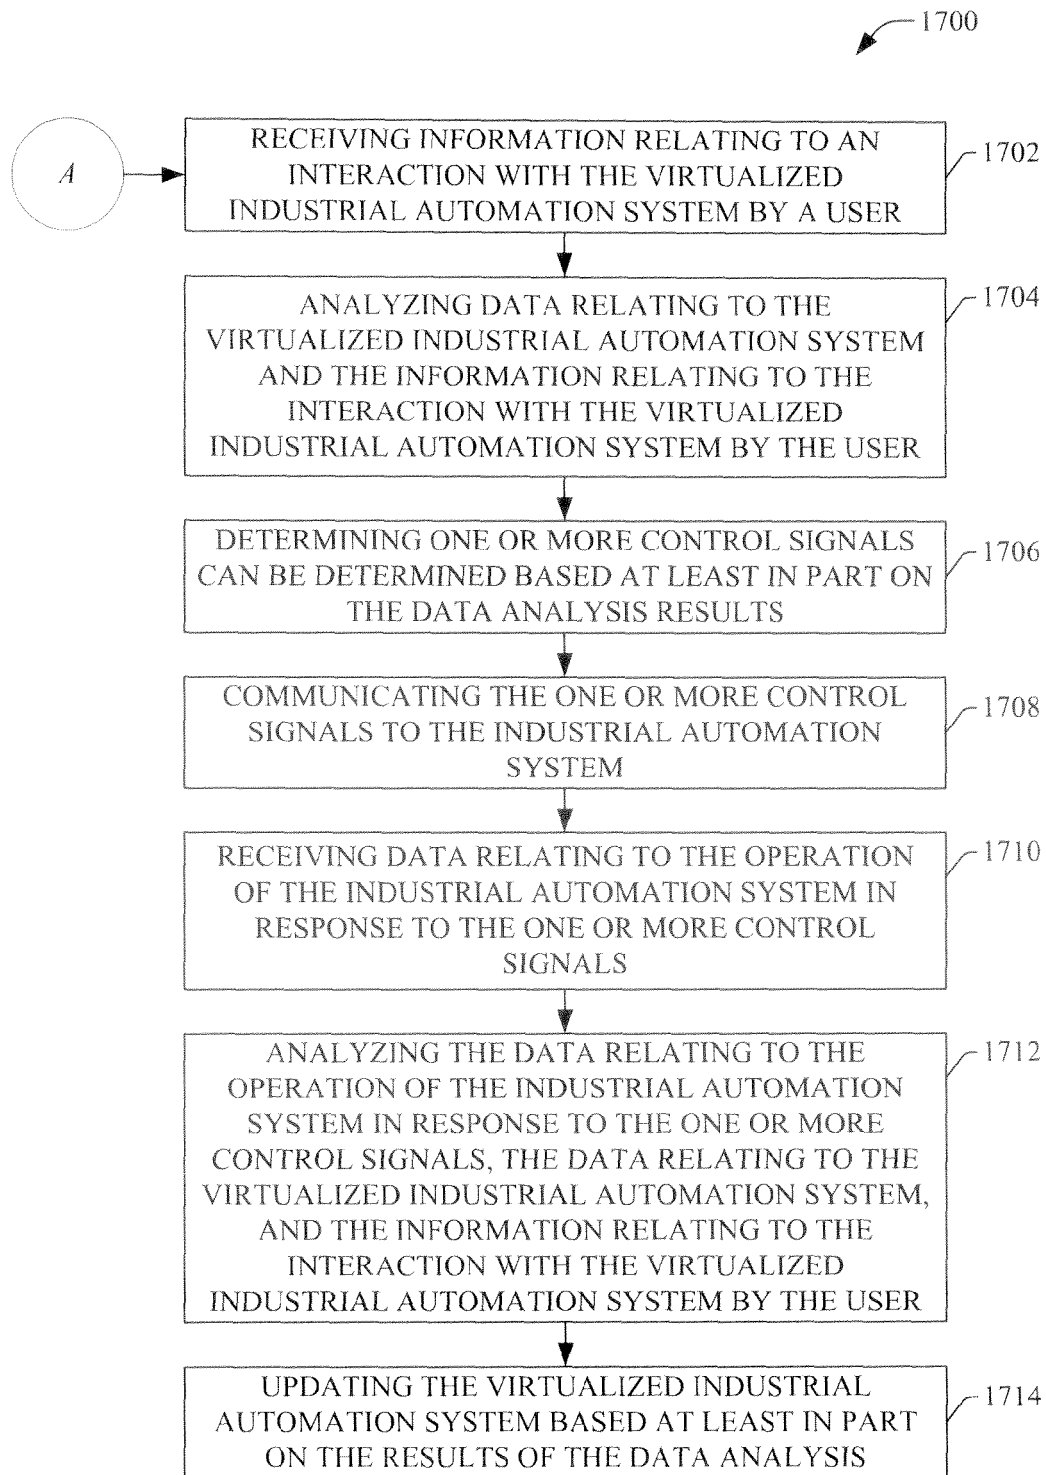 1700
A
RECEIVING INFORMATION RELATING TO AN
INTERACTION WITH THE VIRTUALIZED
INDUSTRIAL AUTOMATION SYSTEM BY A USER
1702
ANALYZING DATA RELATING TO THE
VIRTUALIZED INDUSTRIAL AUTOMATION SYSTEM
AND THE INFORMATION RELATING TO THE
INTERACTION WITH THE VIRTUALIZED
INDUSTRIAL AUTOMATION SYSTEM BY THE USER
1704
DETERMINING ONE OR MORE CONTROL SIGNALS
CAN BE DETERMINED BASED AT LEAST IN PART ON
THE DATA ANALYSIS RESULTS
1706
COMMUNICATING THE ONE OR MORE CONTROL
SIGNALS TO THE INDUSTRIAL AUTOMATION
SYSTEM
1708
RECEIVING DATA RELATING TO THE OPERATION
OF THE INDUSTRIAL AUTOMATION SYSTEM IN
RESPONSE TO THE ONE OR MORE CONTROL
SIGNALS
1710
ANALYZING THE DATA RELATING TO THE
OPERATION OF THE INDUSTRIAL AUTOMATION
SYSTEM IN RESPONSE TO THE ONE OR MORE
CONTROL SIGNALS, THE DATA RELATING TO THE
VIRTUALIZED INDUSTRIAL AUTOMATION SYSTEM,
AND THE INFORMATION RELATING TO THE
INTERACTION WITH THE VIRTUALIZED
INDUSTRIAL AUTOMATION SYSTEM BY THE USER
1712
UPDATING THE VIRTUALIZED INDUSTRIAL
AUTOMATION SYSTEM BASED AT LEAST IN PART
ON THE RESULTS OF THE DATA ANALYSIS
1714